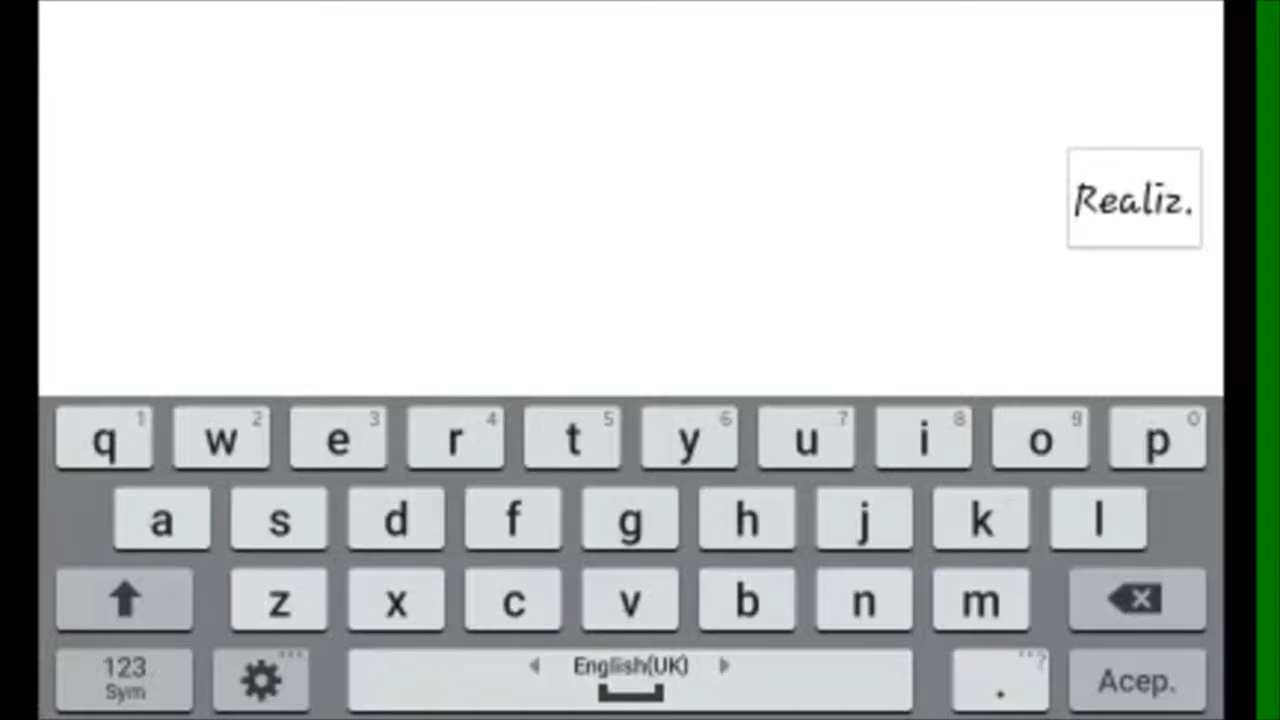 Realiz.
q 1 w 2 e 3 r 4 t 5 y 6 u 7 i 8 o 9 p 0
a s d f g h j k l
z x c v b n m
123 Sym English(UK) . ...? Acep.